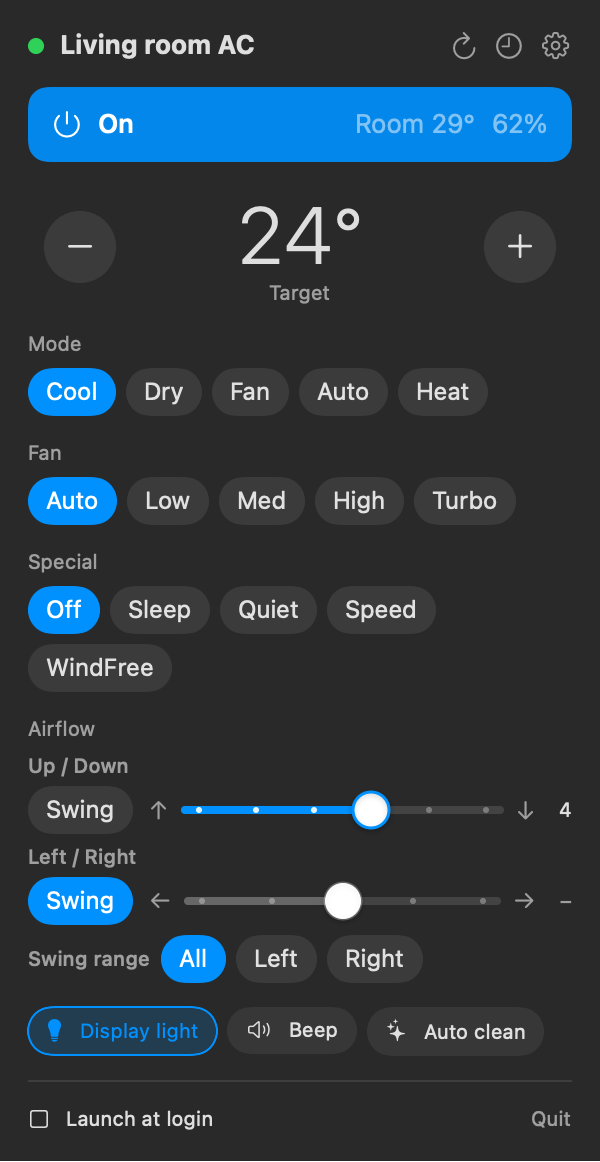 Living room AC
On Room 29° 62%
24°
Target
Mode
Cool Dry Fan Auto Heat
Fan
Auto Low Med High Turbo
Special
Off Sleep Quiet Speed
WindFree
Airflow
Up / Down
Swing ↑ ↓ 4
Left / Right
Swing ← → –
Swing range All Left Right
Display light Beep Auto clean
Launch at login Quit